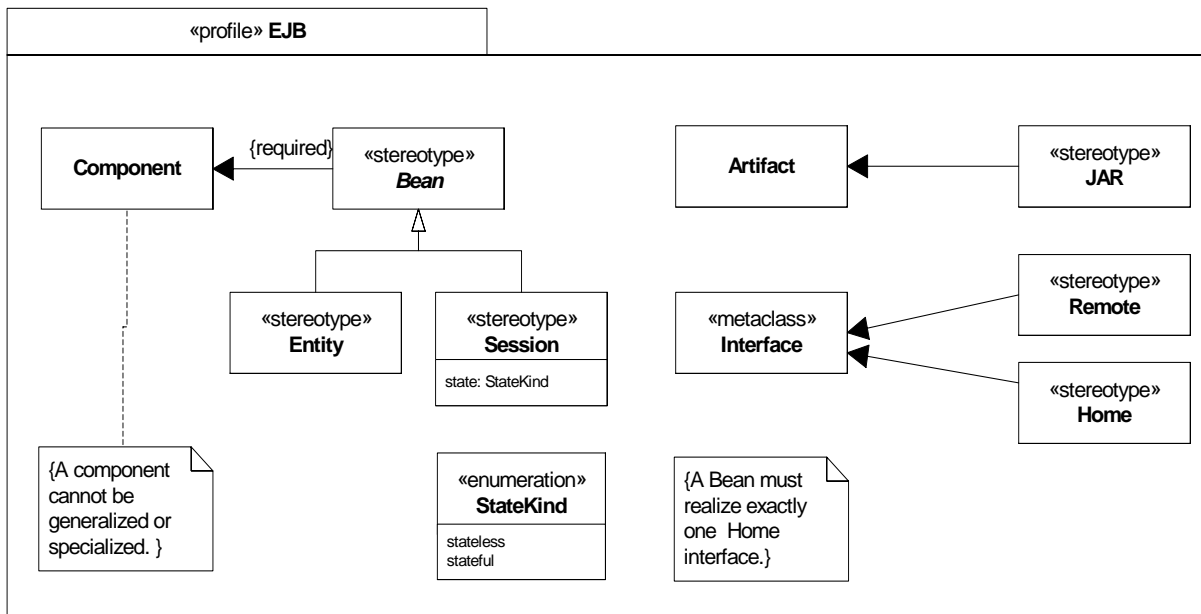 «profile» EJB
Component
{required}
«stereotype»
Bean
Artifact
«stereotype»
JAR
«stereotype»
Entity
«stereotype»
Session
state: StateKind
«metaclass»
Interface
«stereotype»
Remote
«stereotype»
Home
{A component
cannot be
generalized or
specialized. }
«enumeration»
StateKind
stateless
stateful
{A Bean must
realize exactly
one Home
interface.}